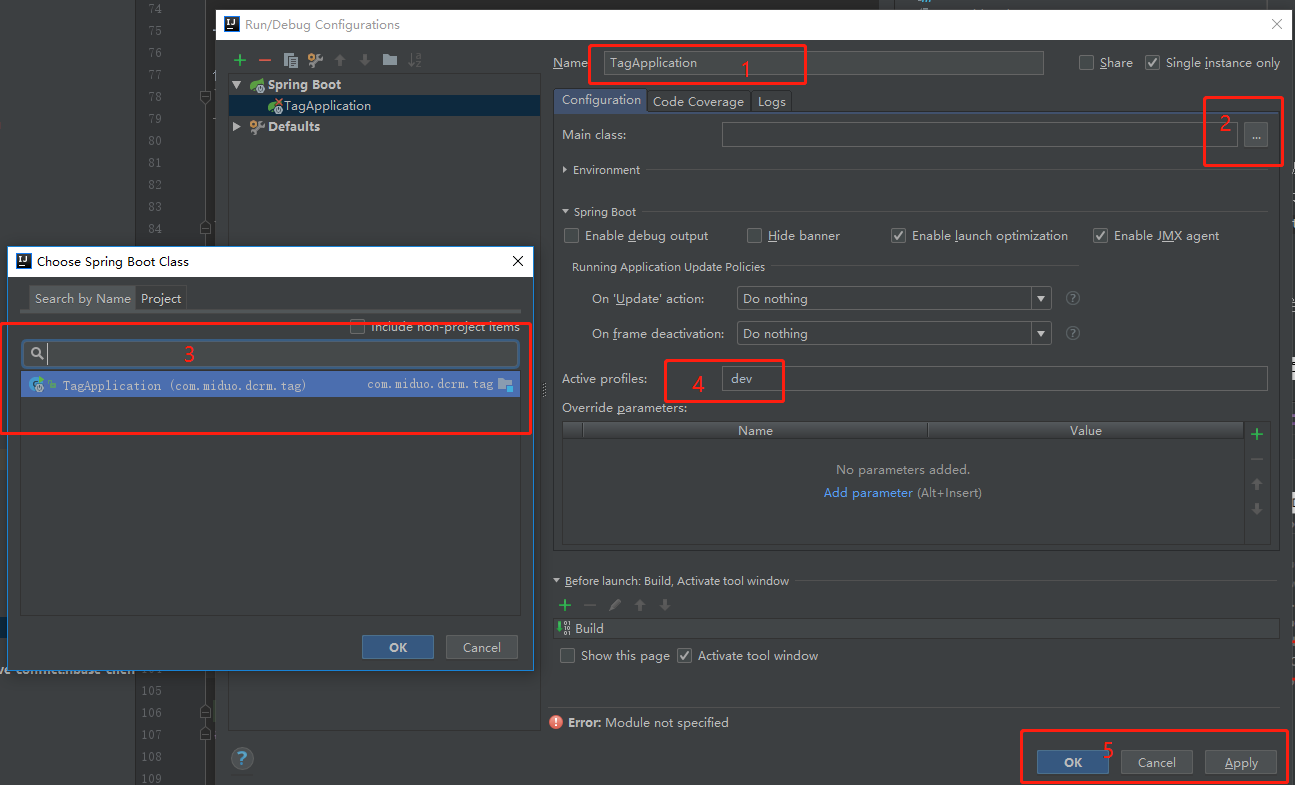 74
75
76
77
78
79
80
81
82
83
84
105
106
107
108
109
Run/Debug Configurations
Spring Boot
TagApplication
Defaults
Name:
TagApplication
1
Share
Single instance only
Configuration
Code Coverage
Logs
Main class:
2
...
Environment
Spring Boot
Enable debug output
Hide banner
Enable launch optimization
Enable JMX agent
Running Application Update Policies
On 'Update' action:
Do nothing
?
On frame deactivation:
Do nothing
?
Active profiles:
4
dev
Override parameters:
Name
Value
No parameters added.
Add parameter (Alt+Insert)
Before launch: Build, Activate tool window
Build
Show this page
Activate tool window
Error: Module not specified
?
OK
5
Cancel
Apply
Choose Spring Boot Class
Search by Name
Project
Include non-project items
3
TagApplication (com.miduo.dcrm.tag)
com.miduo.dcrm.tag
OK
Cancel